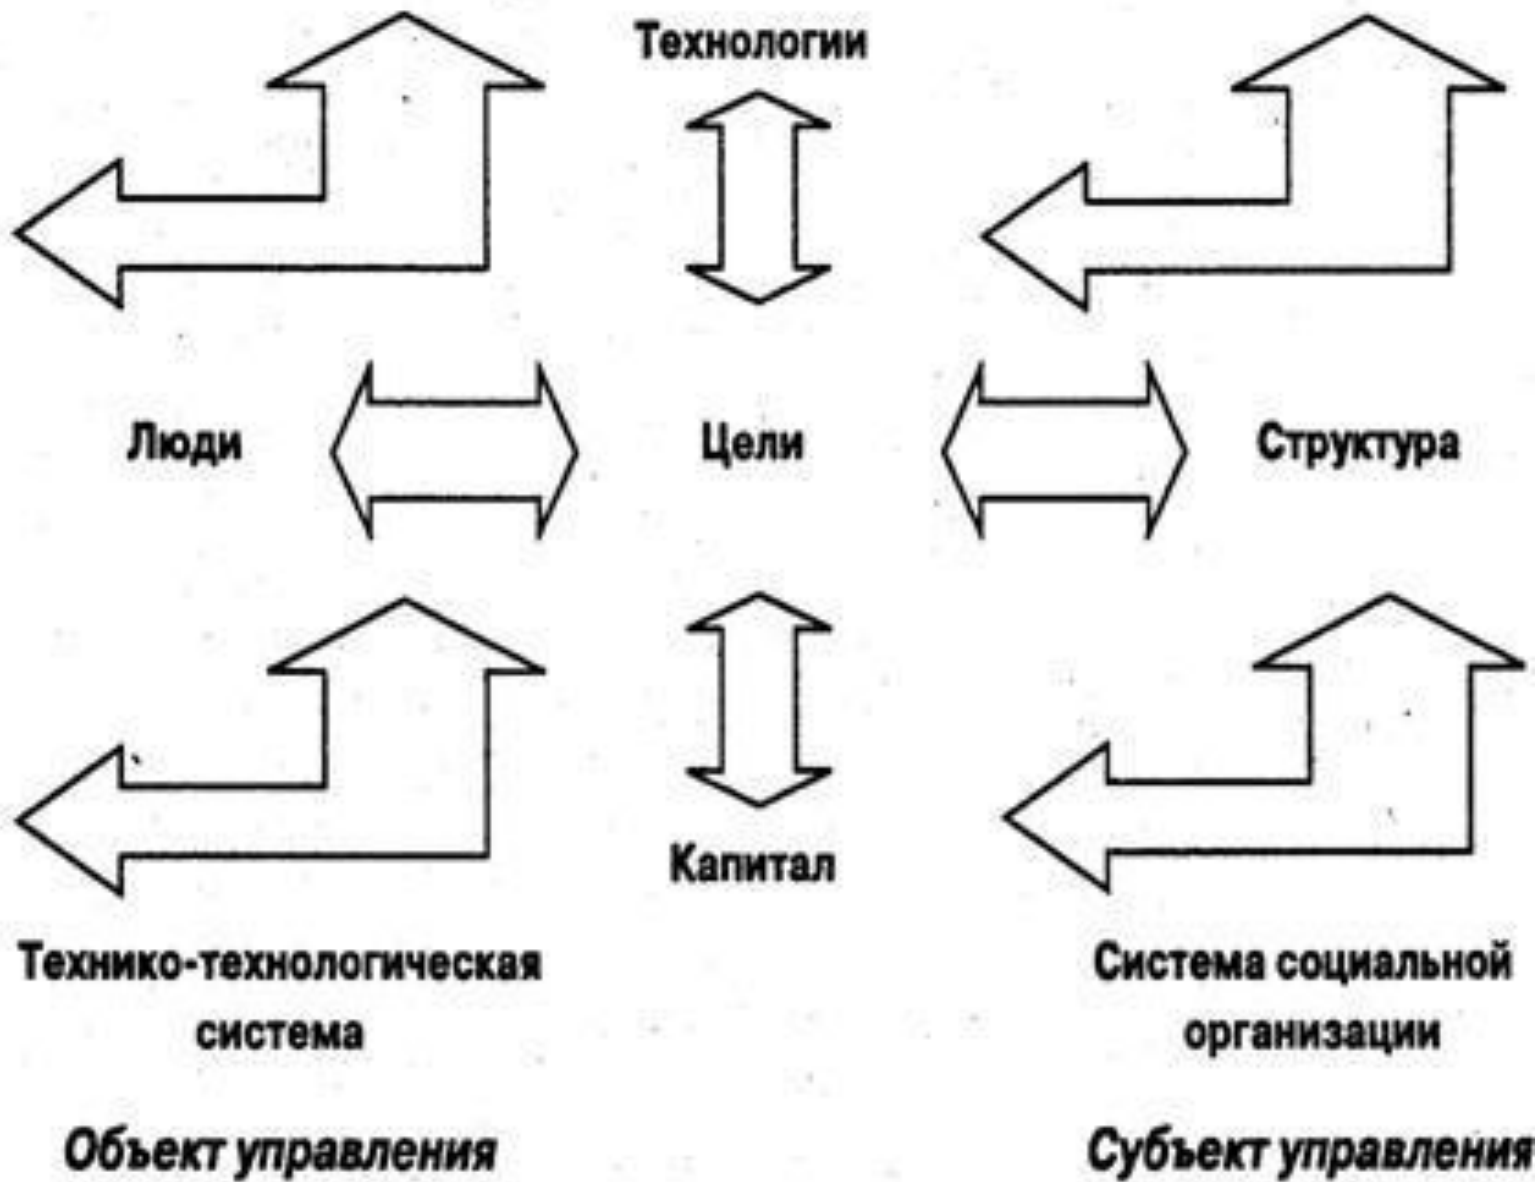 Технологии
Люди
Цели
Структура
Капитал
Технико-технологическая
система
Система социальной
организации
Объект управления
Субъект управления